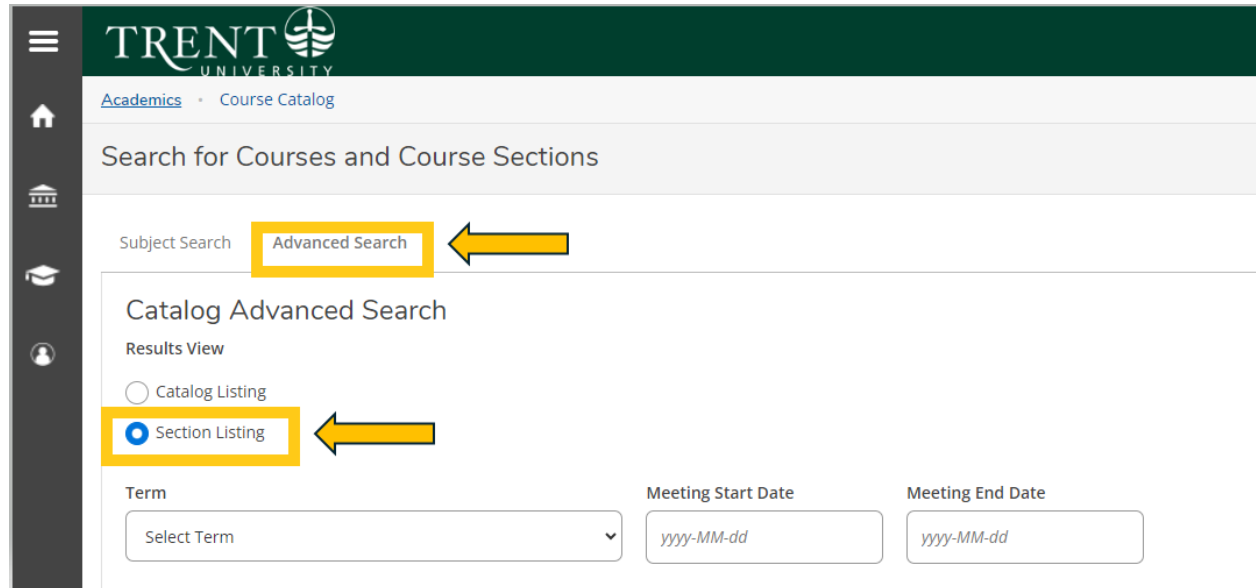 TRENT
UNIVERSITY
Academics • Course Catalog
Search for Courses and Course Sections
Subject Search Advanced Search
Catalog Advanced Search
Results View
Catalog Listing
Section Listing
Term Meeting Start Date Meeting End Date
Select Term yyyy-MM-dd yyyy-MM-dd